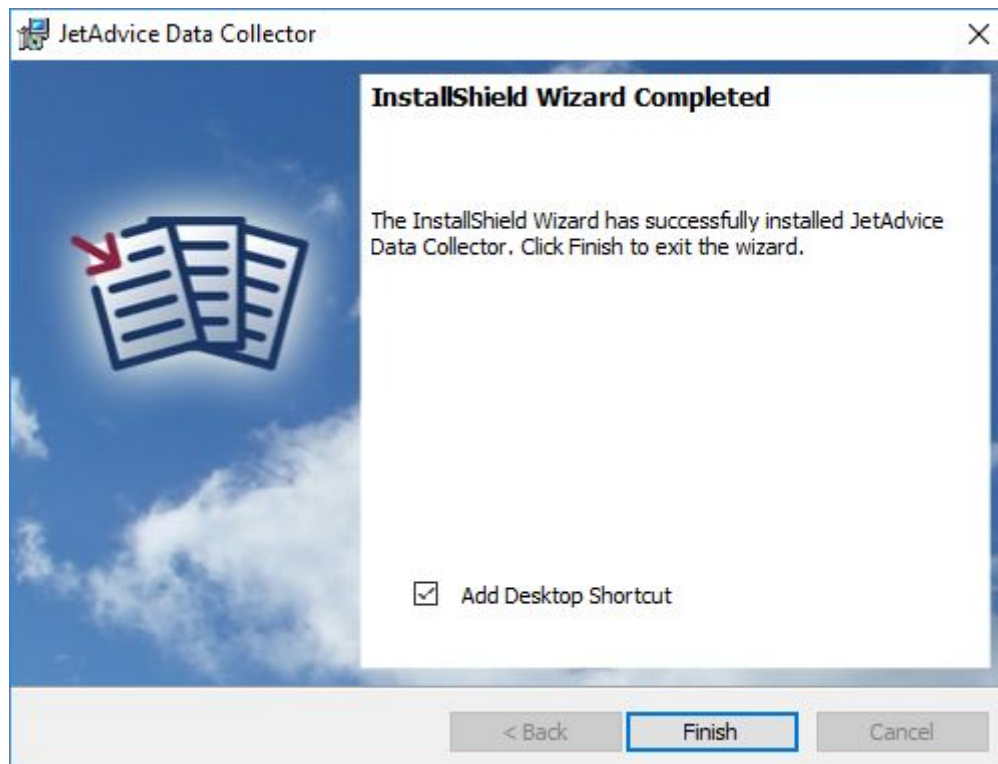 JetAdvice Data Collector
InstallShield Wizard Completed
The InstallShield Wizard has successfully installed JetAdvice
Data Collector. Click Finish to exit the wizard.
Add Desktop Shortcut
< Back
Finish
Cancel